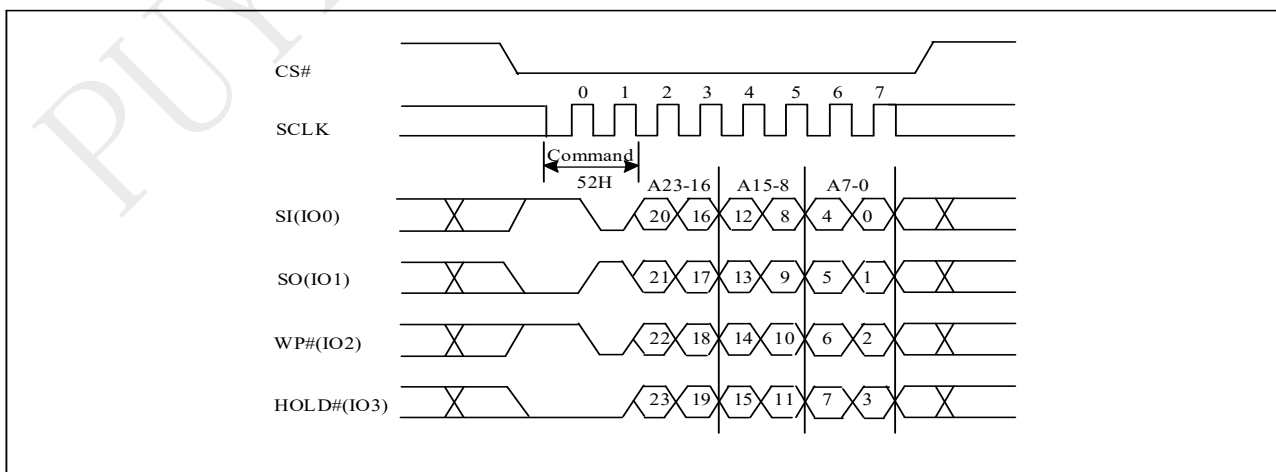 PUY
CS#
0 1 2 3 4 5 6 7
SCLK
Command
52H
A23-16 A15-8 A7-0
SI(IO0) 20 16 12 8 4 0
SO(IO1) 21 17 13 9 5 1
WP#(IO2) 22 18 14 10 6 2
HOLD#(IO3) 23 19 15 11 7 3